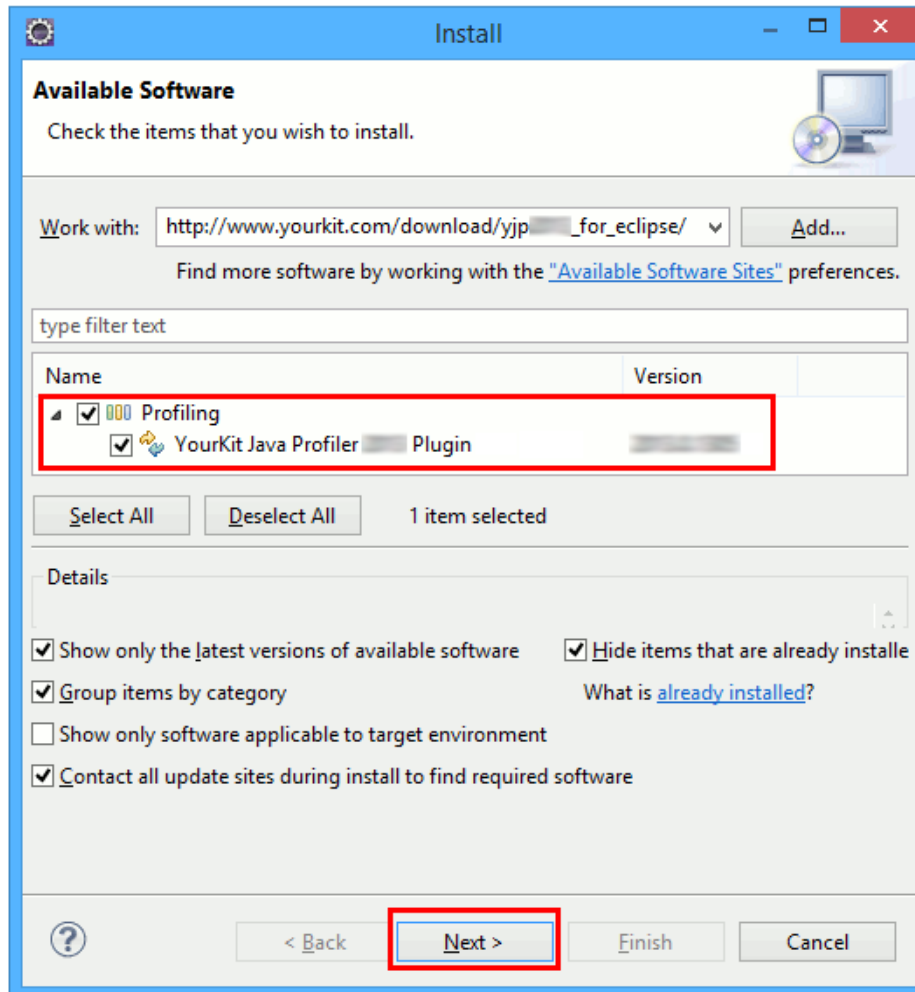 Install
Available Software
Check the items that you wish to install.
Work with: http://www.yourkit.com/download/yjp _for_eclipse/ Add...
Find more software by working with the "Available Software Sites" preferences.
type filter text
Name Version
Profiling
YourKit Java Profiler Plugin
Select All Deselect All 1 item selected
Details
Show only the latest versions of available software Hide items that are already installe
Group items by category What is already installed?
Show only software applicable to target environment
Contact all update sites during install to find required software
? < Back Next > Finish Cancel